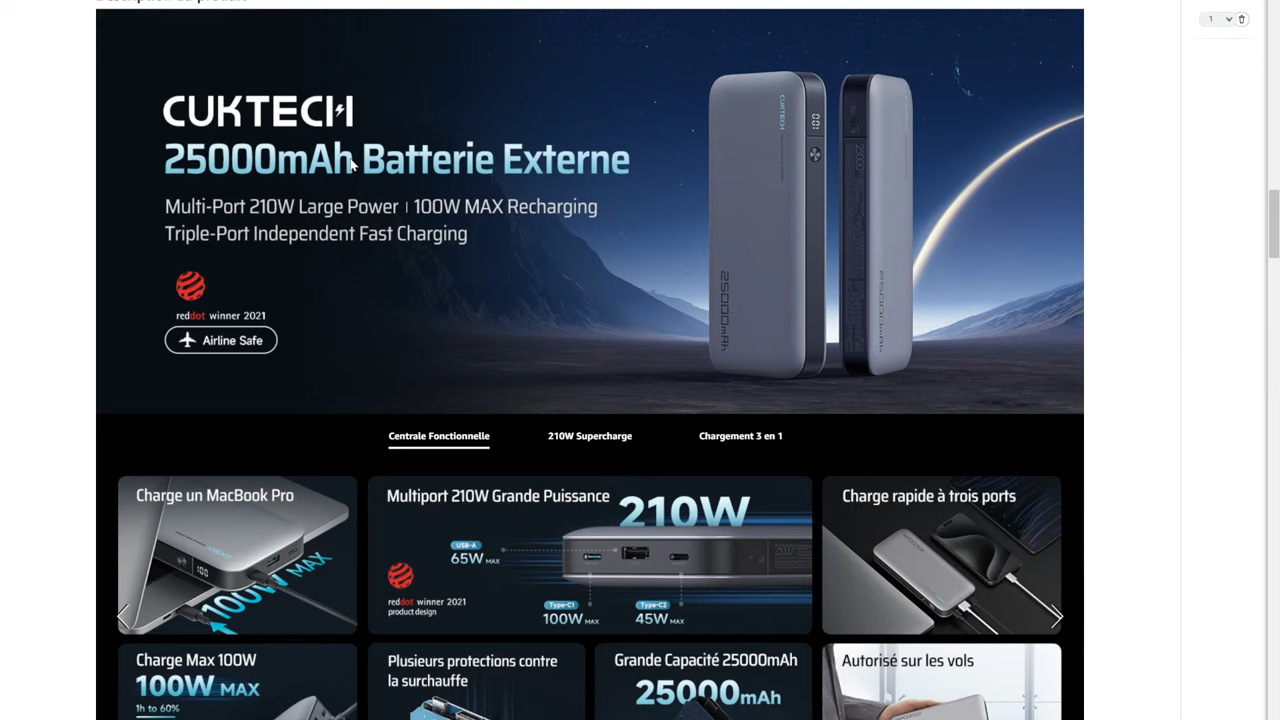 1
CUKTECH
25000mAh Batterie Externe
Multi-Port 210W Large Power | 100W MAX Recharging
Triple-Port Independent Fast Charging
reddot winner 2021
Airline Safe
CUKTECH
25000mAh
25000mAh
Centrale Fonctionnelle
210W Supercharge
Chargement 3 en 1
Charge un MacBook Pro
100W MAX
Multiport 210W Grande Puissance
210W
USB-A
65W MAX
reddot winner 2021
product design
Type-C1
100W MAX
Type-C2
45W MAX
Charge rapide à trois ports
Charge Max 100W
100W MAX
1h to 60%
Plusieurs protections contre
la surchauffe
Grande Capacité 25000mAh
25000mAh
Autorisé sur les vols